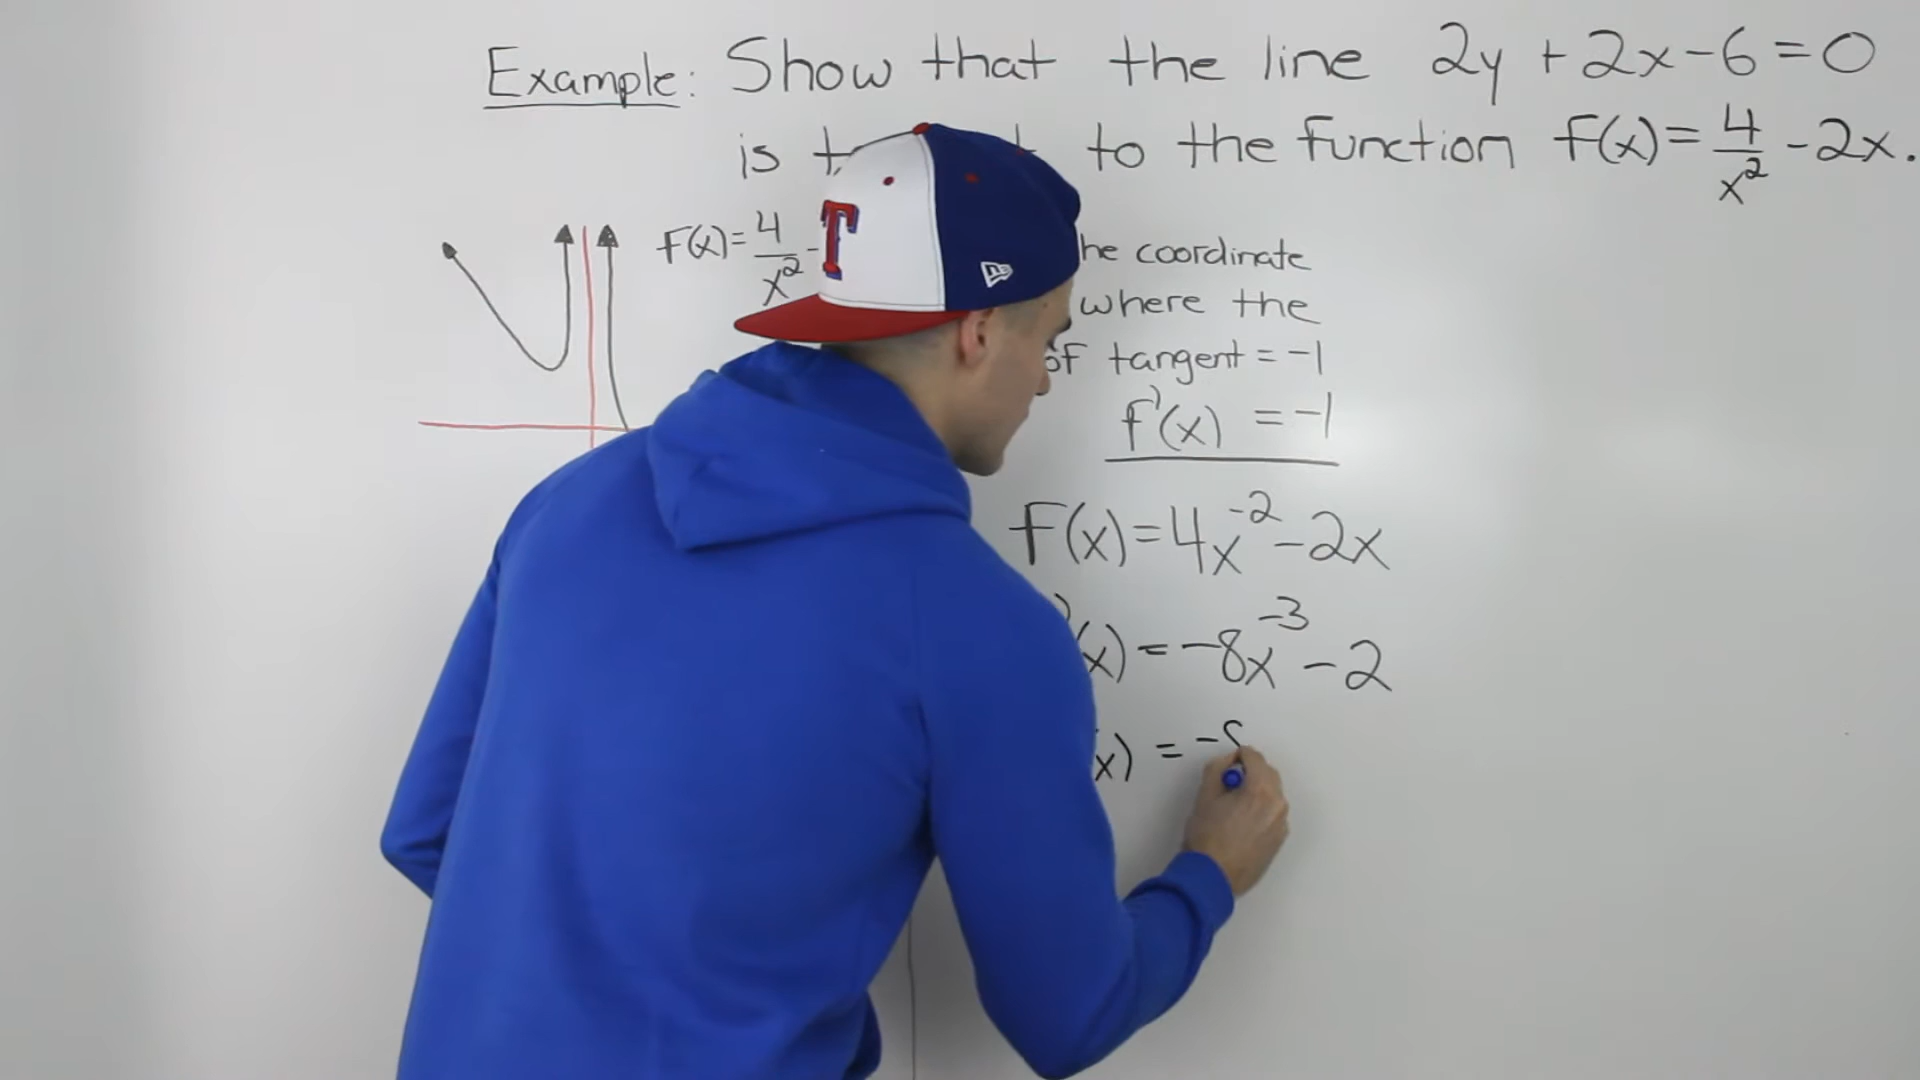 Example: Show that the line 2y + 2x - 6 = 0
is to the function f(x) = 4/x² - 2x.
f(x) = 4/x² -
he coordinate
where the
of tangent = -1
f'(x) = -1
f(x) = 4x⁻² - 2x
'(x) = -8x⁻³ - 2
x) = -
T